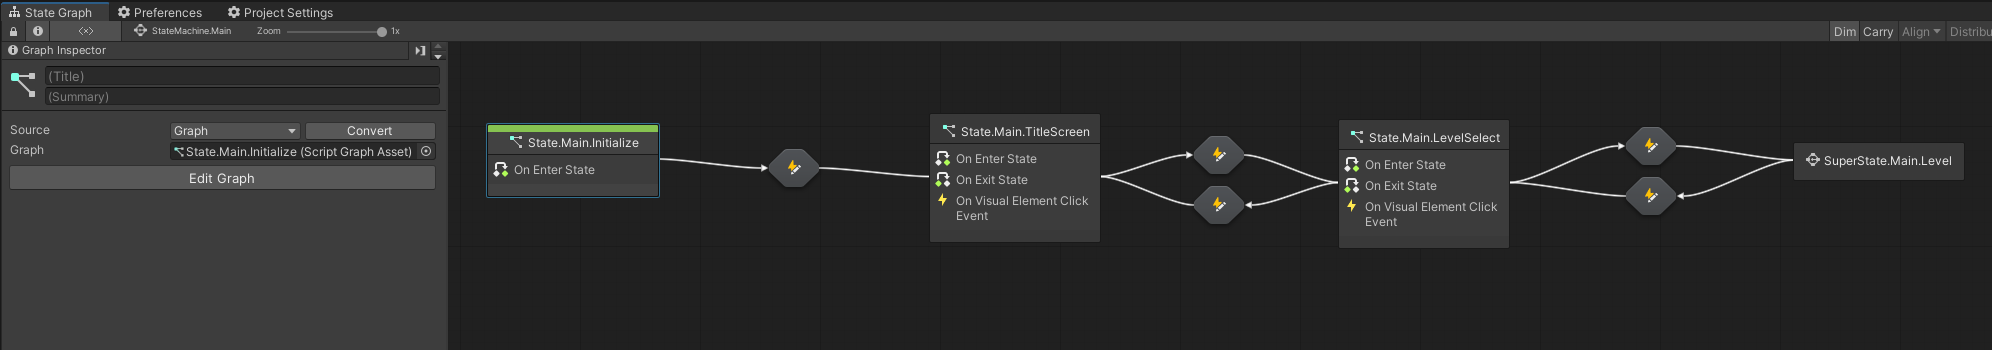 State Graph
Preferences
Project Settings
<x>
StateMachine.Main
Zoom
1x
Dim
Carry
Align
Distribu
Graph Inspector
(Title)
(Summary)
Source
Graph
Convert
Graph
State.Main.Initialize (Script Graph Asset)
Edit Graph
State.Main.Initialize
On Enter State
State.Main.TitleScreen
On Enter State
On Exit State
On Visual Element Click
Event
State.Main.LevelSelect
On Enter State
On Exit State
On Visual Element Click
Event
SuperState.Main.Level